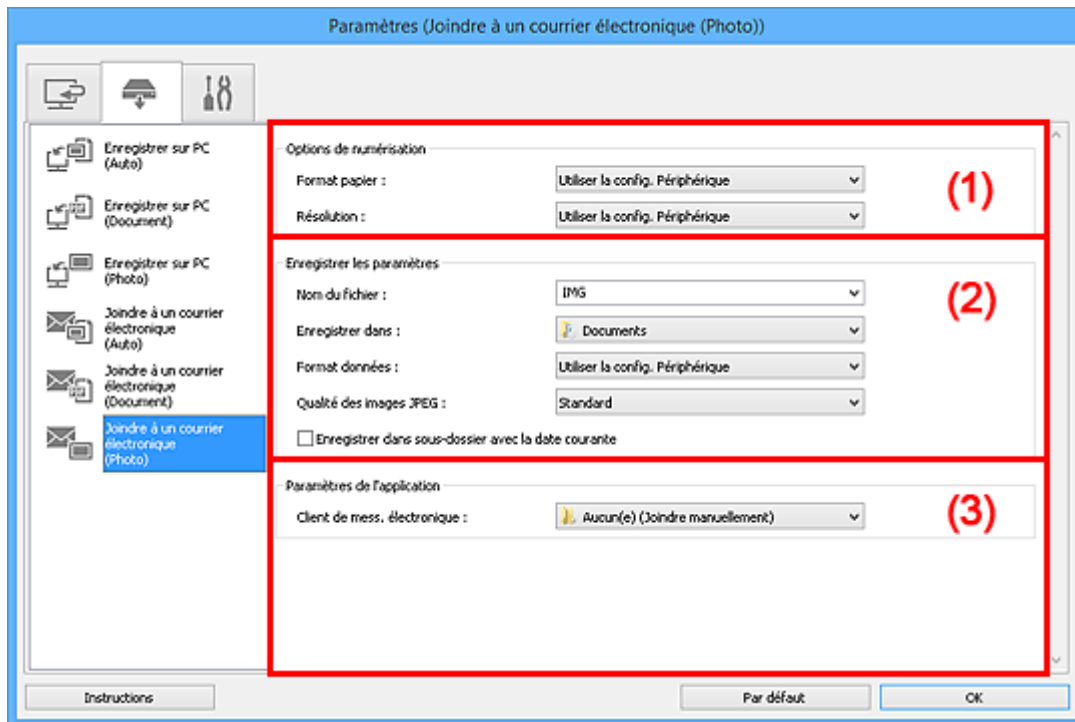 Paramètres (Joindre à un courrier électronique (Photo))
Enregistrer sur PC
(Auto)
Enregistrer sur PC
(Document)
Enregistrer sur PC
(Photo)
Joindre à un courrier
électronique
(Auto)
Joindre à un courrier
électronique
(Document)
Joindre à un courrier
électronique
(Photo)
Options de numérisation
Format papier : Utiliser la config. Périphérique
Résolution : Utiliser la config. Périphérique
(1)
Enregistrer les paramètres
Nom du fichier : IMG
(2)
Enregistrer dans : Documents
Format données : Utiliser la config. Périphérique
Qualité des images JPEG : Standard
Enregistrer dans sous-dossier avec la date courante
Paramètres de l'application
Client de mess. électronique : Aucun(e) (Joindre manuellement)
(3)
Instructions
Par défaut
OK